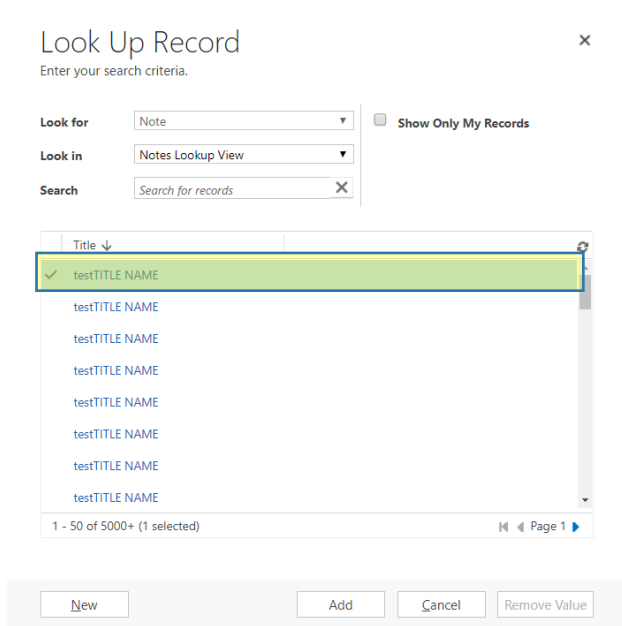 Look Up Record
Enter your search criteria.
Look for Note
Show Only My Records
Look in Notes Lookup View
Search Search for records
Title
testTITLE NAME
testTITLE NAME
testTITLE NAME
testTITLE NAME
testTITLE NAME
testTITLE NAME
testTITLE NAME
testTITLE NAME
1 - 50 of 5000+ (1 selected) Page 1
New Add Cancel Remove Value